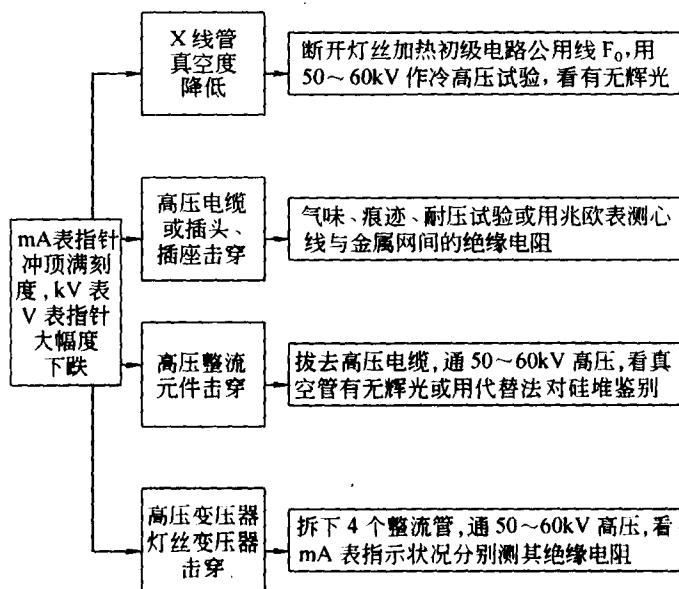 mA表指针
冲顶满刻
度,kV 表
V 表指针
大幅度
下跌
X 线管
真空度
降低
断开灯丝加热初级电路公用线 F₀,用
50～60kV 作冷高压试验,看有无辉光
高压电缆
或插头、
插座击穿
气味、痕迹、耐压试验或用兆欧表测心
线与金属网间的绝缘电阻
高压整流
元件击穿
拔去高压电缆,通 50～60kV 高压,看真
空管有无辉光或用代替法对硅堆鉴别
高压变压器
灯丝变压器
击穿
拆下 4 个整流管,通 50～60kV 高压,看
mA 表指示状况分别测其绝缘电阻